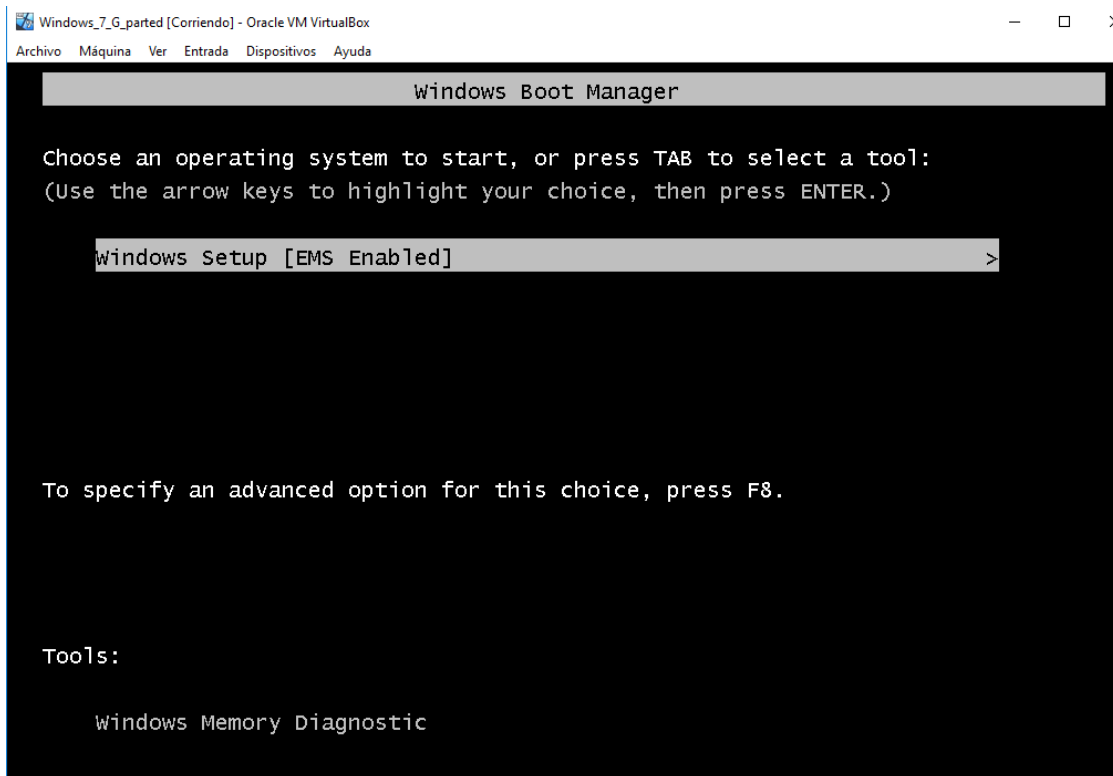 Windows_7_G_parted [Corriendo] - Oracle VM VirtualBox
Archivo Máquina Ver Entrada Dispositivos Ayuda
Windows Boot Manager
Choose an operating system to start, or press TAB to select a tool:
(Use the arrow keys to highlight your choice, then press ENTER.)
Windows Setup [EMS Enabled] >
To specify an advanced option for this choice, press F8.
Tools:
Windows Memory Diagnostic